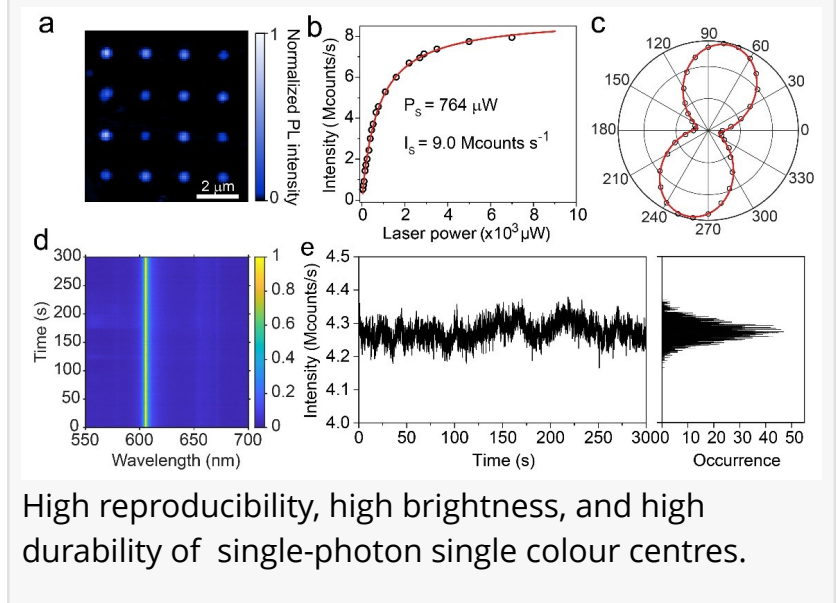 a
1
Normalized PL intensity
0
2 μm
b
Intensity (Mcounts/s)
8
6
4
2
0
P_S = 764 μW
I_S = 9.0 Mcounts s⁻¹
0 2 4 6 8 10
Laser power (x10³μW)
c
90
120 60
150 30
180 0
210 330
240 300
270
d
Time (s)
300
250
200
150
100
50
0
550 600 650 700
Wavelength (nm)
1
0.8
0.6
0.4
0.2
0
e
Intensity (Mcounts/s)
4.5
4.4
4.3
4.2
4.1
4.0
0 50 100 150 200 250 300
Time (s)
0 10 20 30 40 50
Occurrence
High reproducibility, high brightness, and high
durability of single-photon single colour centres.